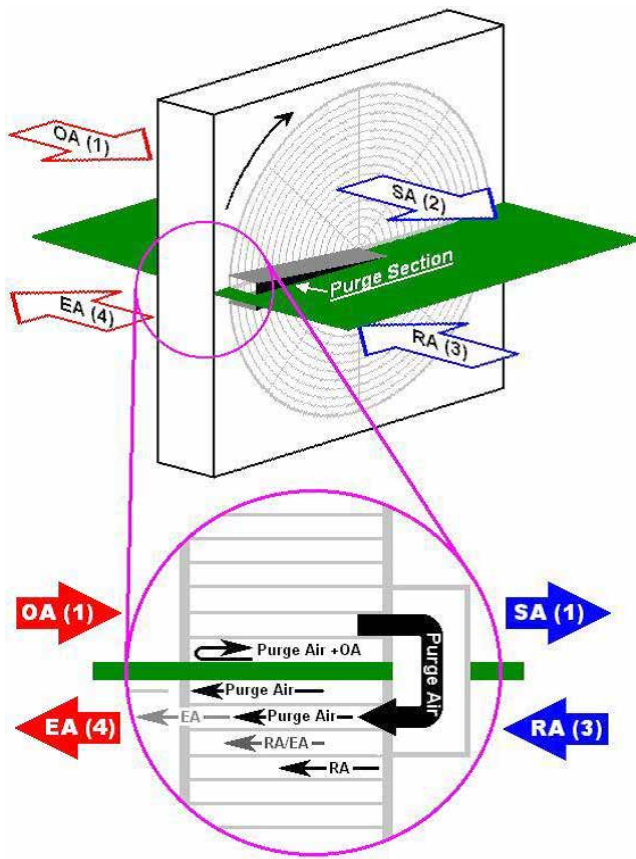 OA (1)
SA (2)
Purge Section
EA (4)
RA (3)
OA (1)
SA (1)
Purge Air +OA
Purge Air
Purge Air
EA
Purge Air
EA (4)
RA (3)
RA/EA
RA